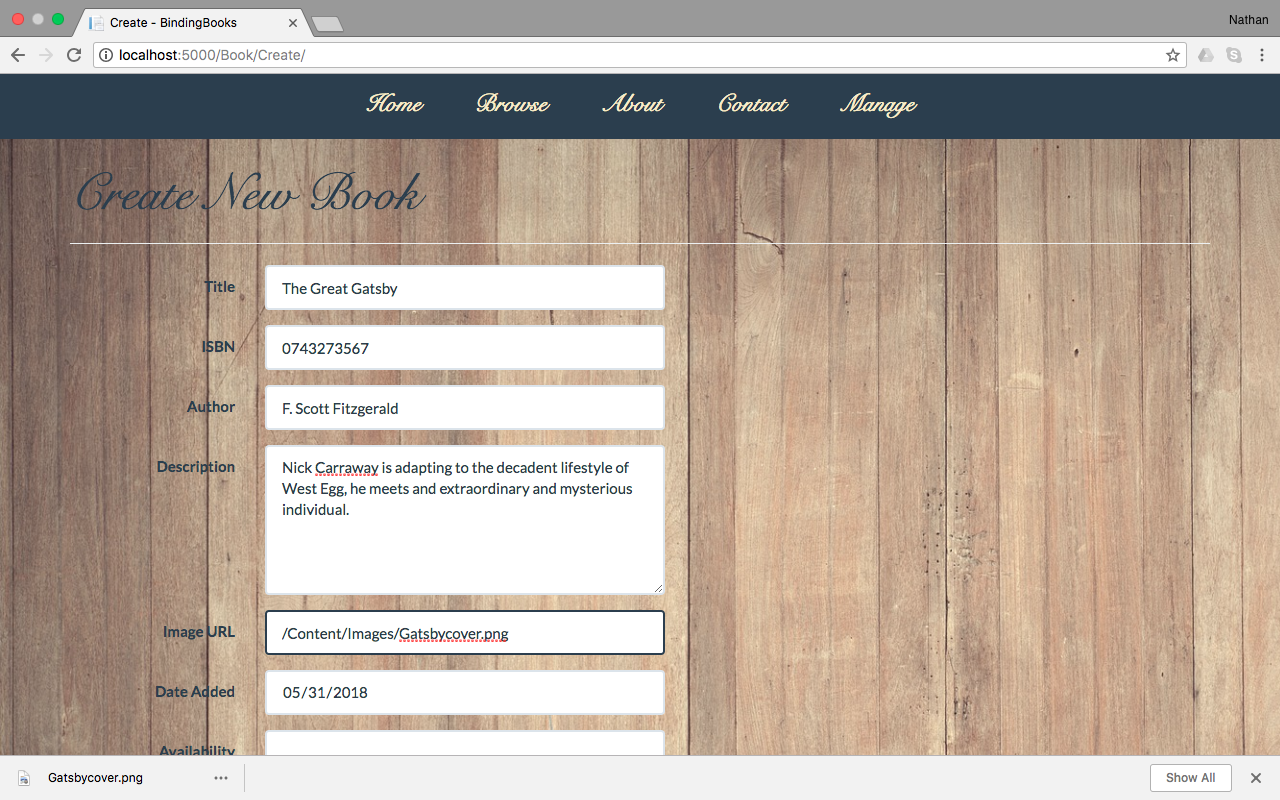 Create - BindingBooks
Nathan
localhost:5000/Book/Create/
Home Browse About Contact Manage
Create New Book
Title The Great Gatsby
ISBN 0743273567
Author F. Scott Fitzgerald
Description Nick Carraway is adapting to the decadent lifestyle of
West Egg, he meets and extraordinary and mysterious
individual.
Image URL /Content/Images/Gatsbycover.png
Date Added 05/31/2018
Availability
Gatsbycover.png Show All